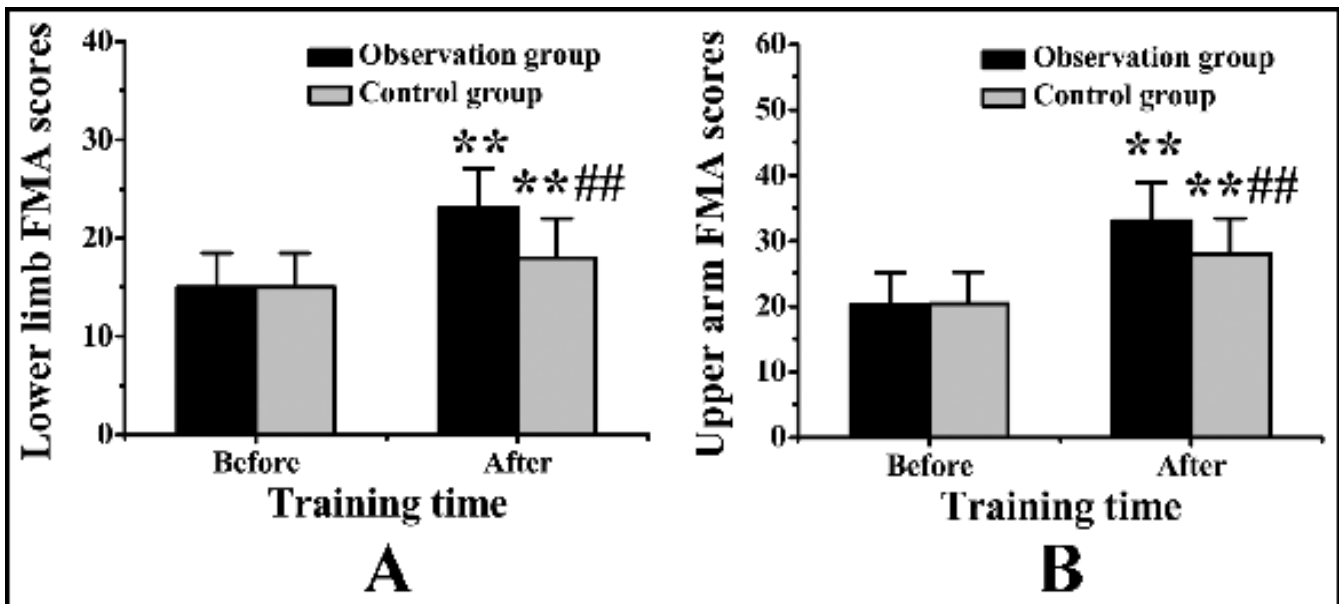 Lower limb FMA scores
40
30
20
10
0
Observation group
Control group
**
**##
Before
After
Training time
A
Upper arm FMA scores
60
50
40
30
20
10
0
Observation group
Control group
**
**##
Before
After
Training time
B